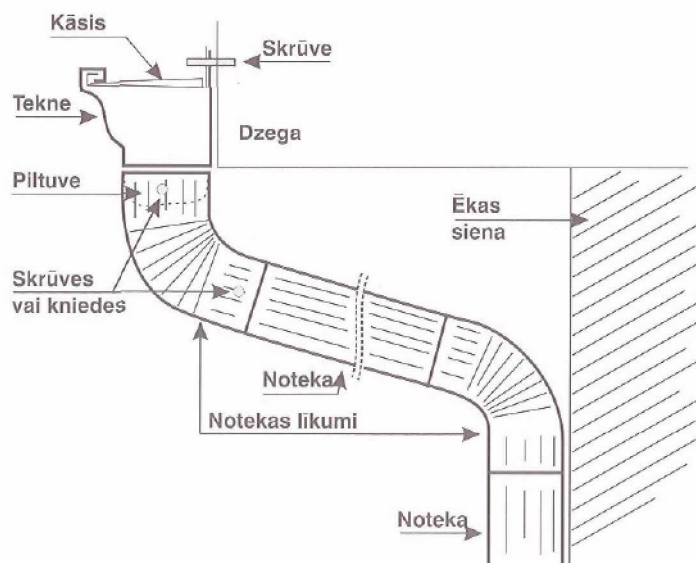 Kāsis
Skrūve
Tekne
Dzega
Piltuve
Ēkas
siena
Skrūves
vai kniedes
Noteka
Notekas līkumi
Noteka